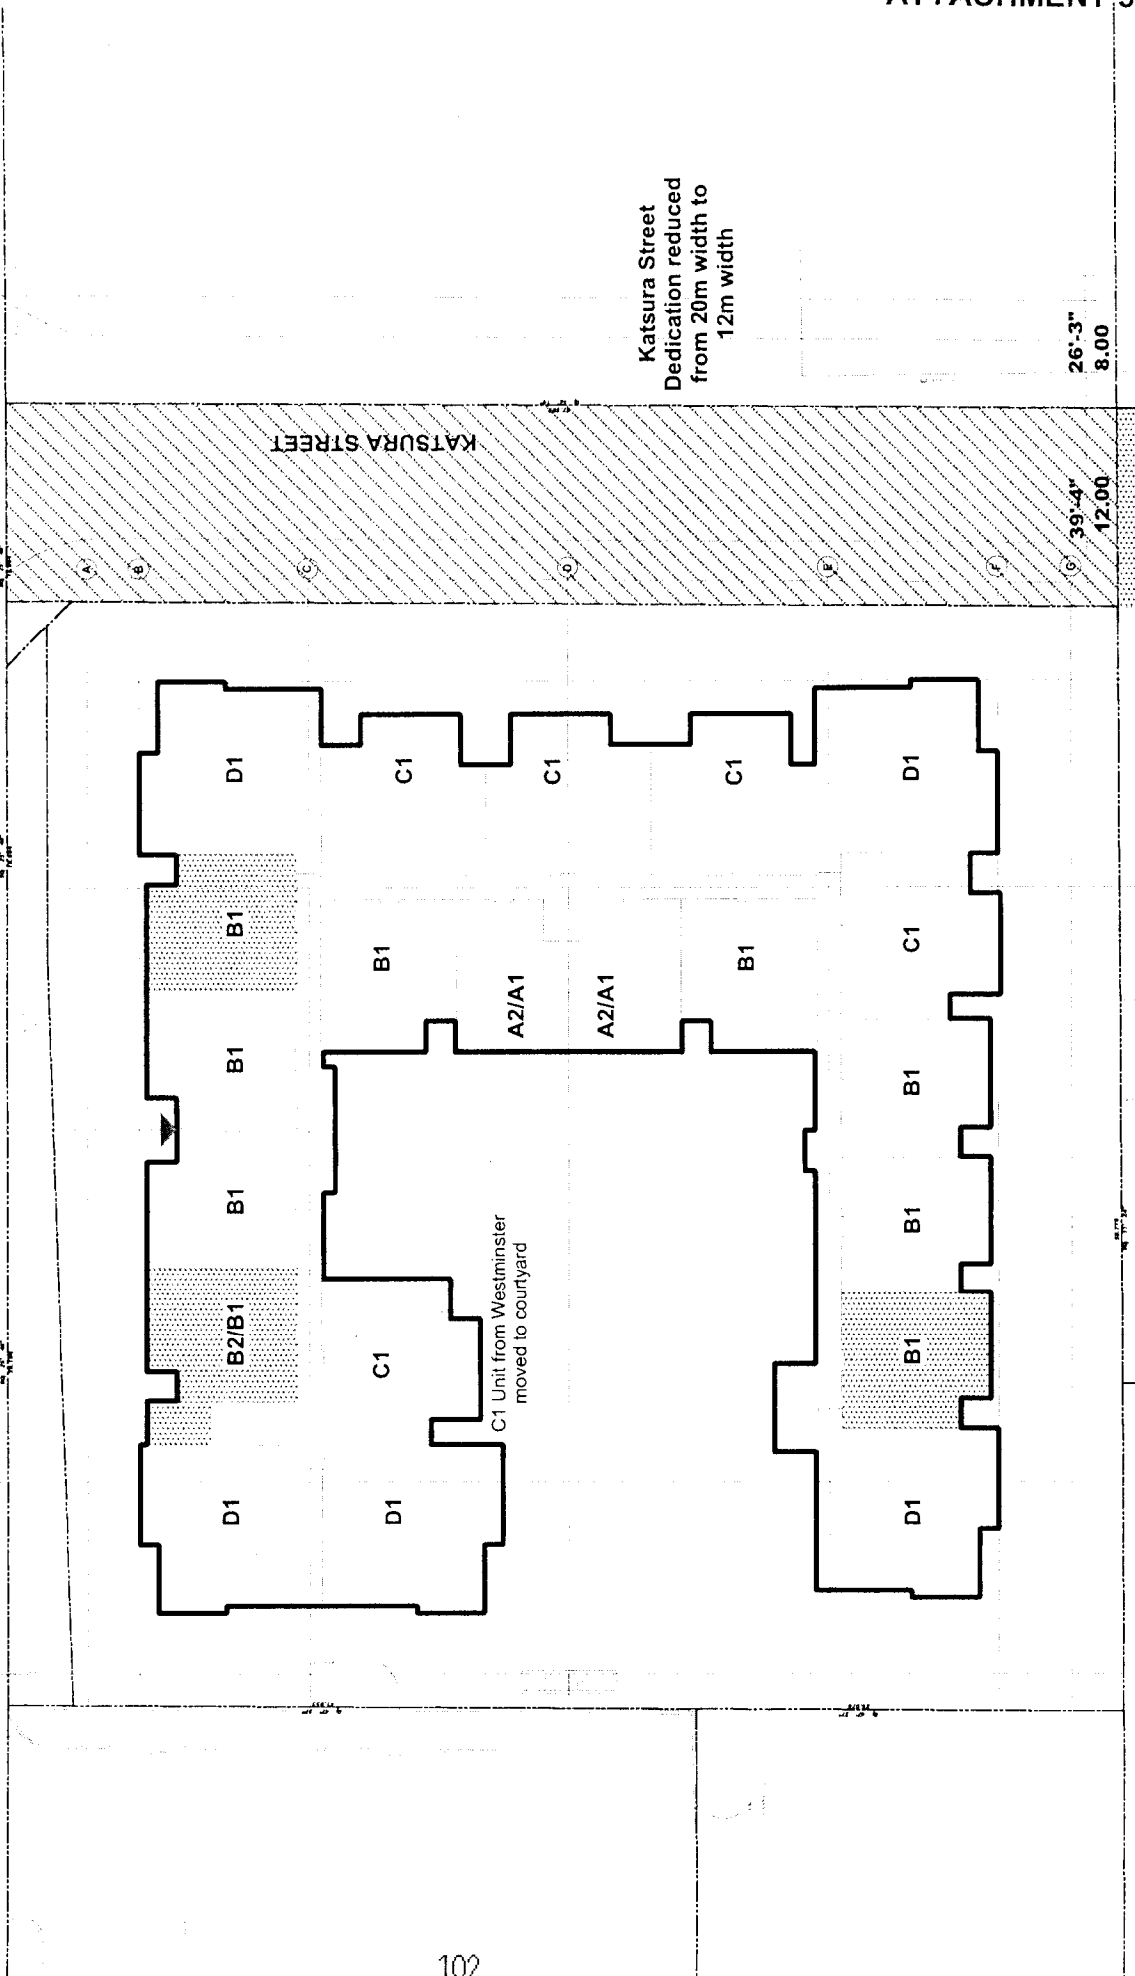 ATTACHMENT 5
Katsura Street
Dedication reduced
from 20m width to
12m width
26'-3"
8.00
KATSURA STREET
39'-4"
12.00
A
B
C
D
E
F
G
D1
C1
C1
C1
D1
B1
B1
A2/A1
A2/A1
B1
C1
B1
B1
B1
B1
B2/B1
C1
B1
C1 Unit from Westminster
moved to courtyard
D1
D1
D1
102